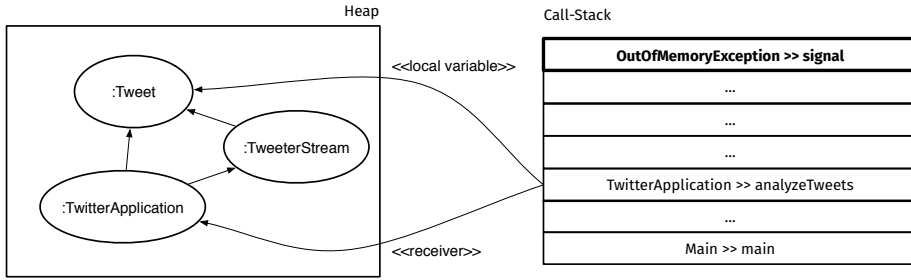 Heap
:Tweet
:TweeterStream
:TwitterApplication
<<local variable>>
<<receiver>>
Call-Stack
OutOfMemoryException >> signal
...
...
...
TwitterApplication >> analyzeTweets
...
Main >> main